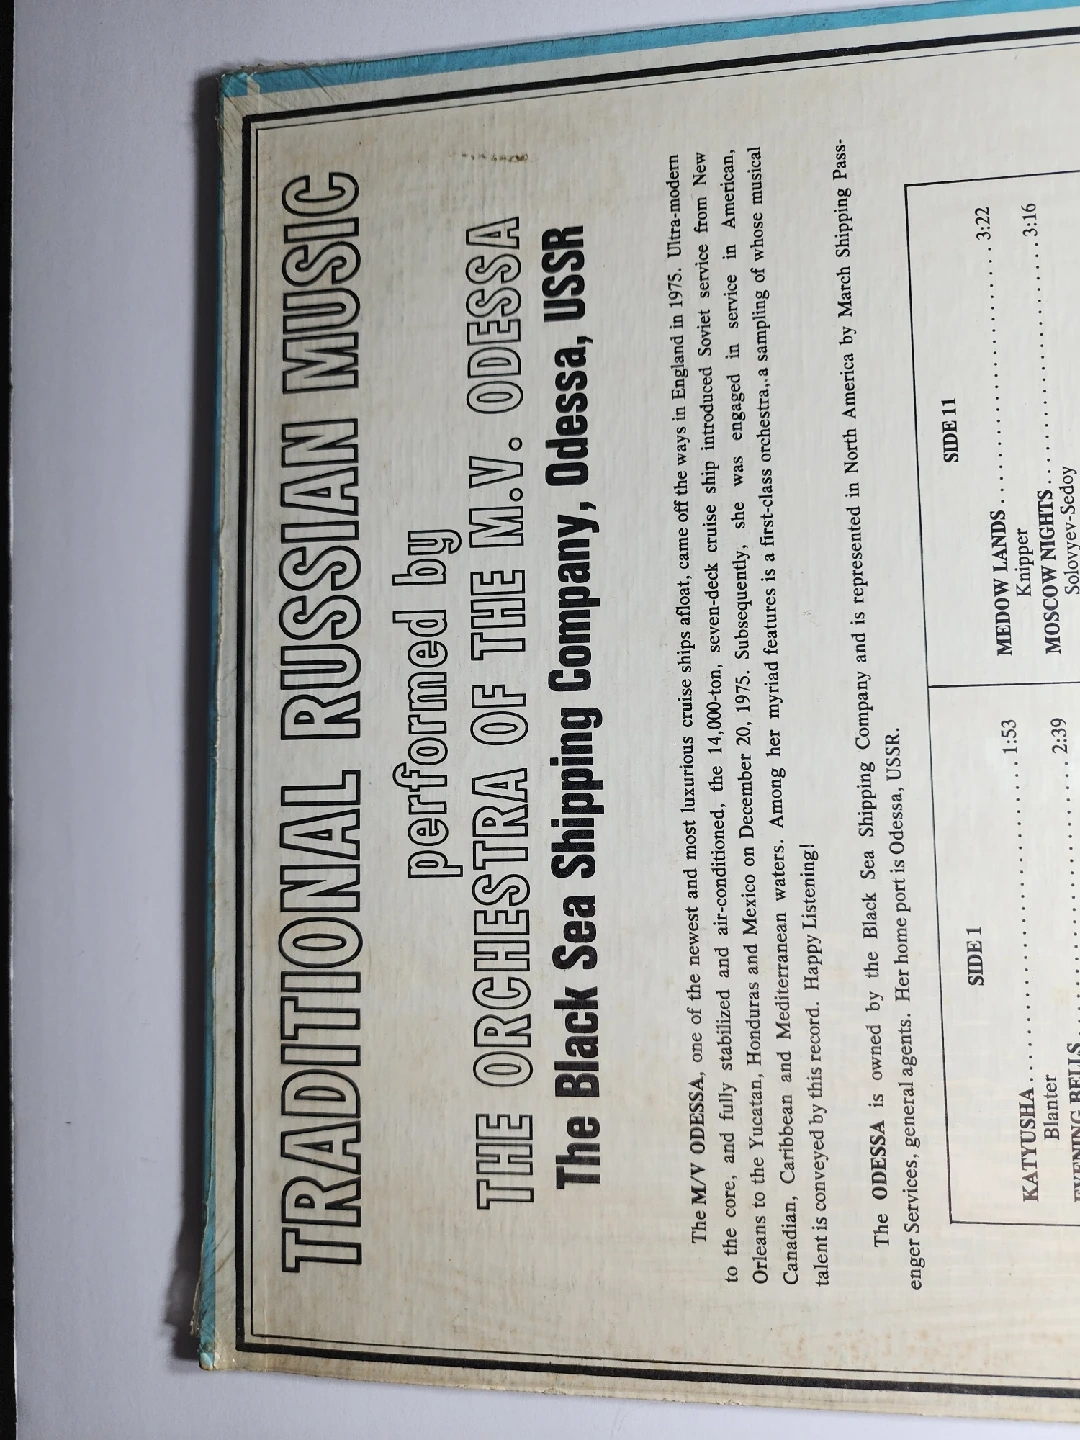 TRADITIONAL RUSSIAN MUSIC
performed by
THE ORCHESTRA OF THE M.V. ODESSA
The Black Sea Shipping Company, Odessa, USSR
The M/V ODESSA, one of the newest and most luxurious cruise ships afloat, came off the ways in England in 1975. Ultra-modern
to the core, and fully stabilized and air-conditioned, the 14,000-ton, seven-deck cruise ship introduced Soviet service from New
Orleans to the Yucatan, Honduras and Mexico on December 20, 1975. Subsequently, she was engaged in service in American,
Canadian, Caribbean and Mediterranean waters. Among her myriad features is a first-class orchestra,.a sampling of whose musical
talent is conveyed by this record. Happy Listening!
The ODESSA is owned by the Black Sea Shipping Company and is represented in North America by March Shipping Pass-
enger Services, general agents. Her home port is Odessa, USSR.
SIDE 1
KATYUSHA . . . . . . . . . . . . . . . . . . . . . . . 1:53
Blanter
EVENING BELLS . . . . . . . . . . . . . . . . . . . 2:39
SIDE 11
MEDOW LANDS . . . . . . . . . . . . . . . . . . . . 3:22
Knipper
MOSCOW NIGHTS . . . . . . . . . . . . . . . . . . . 3:16
Solovyev-Sedoy